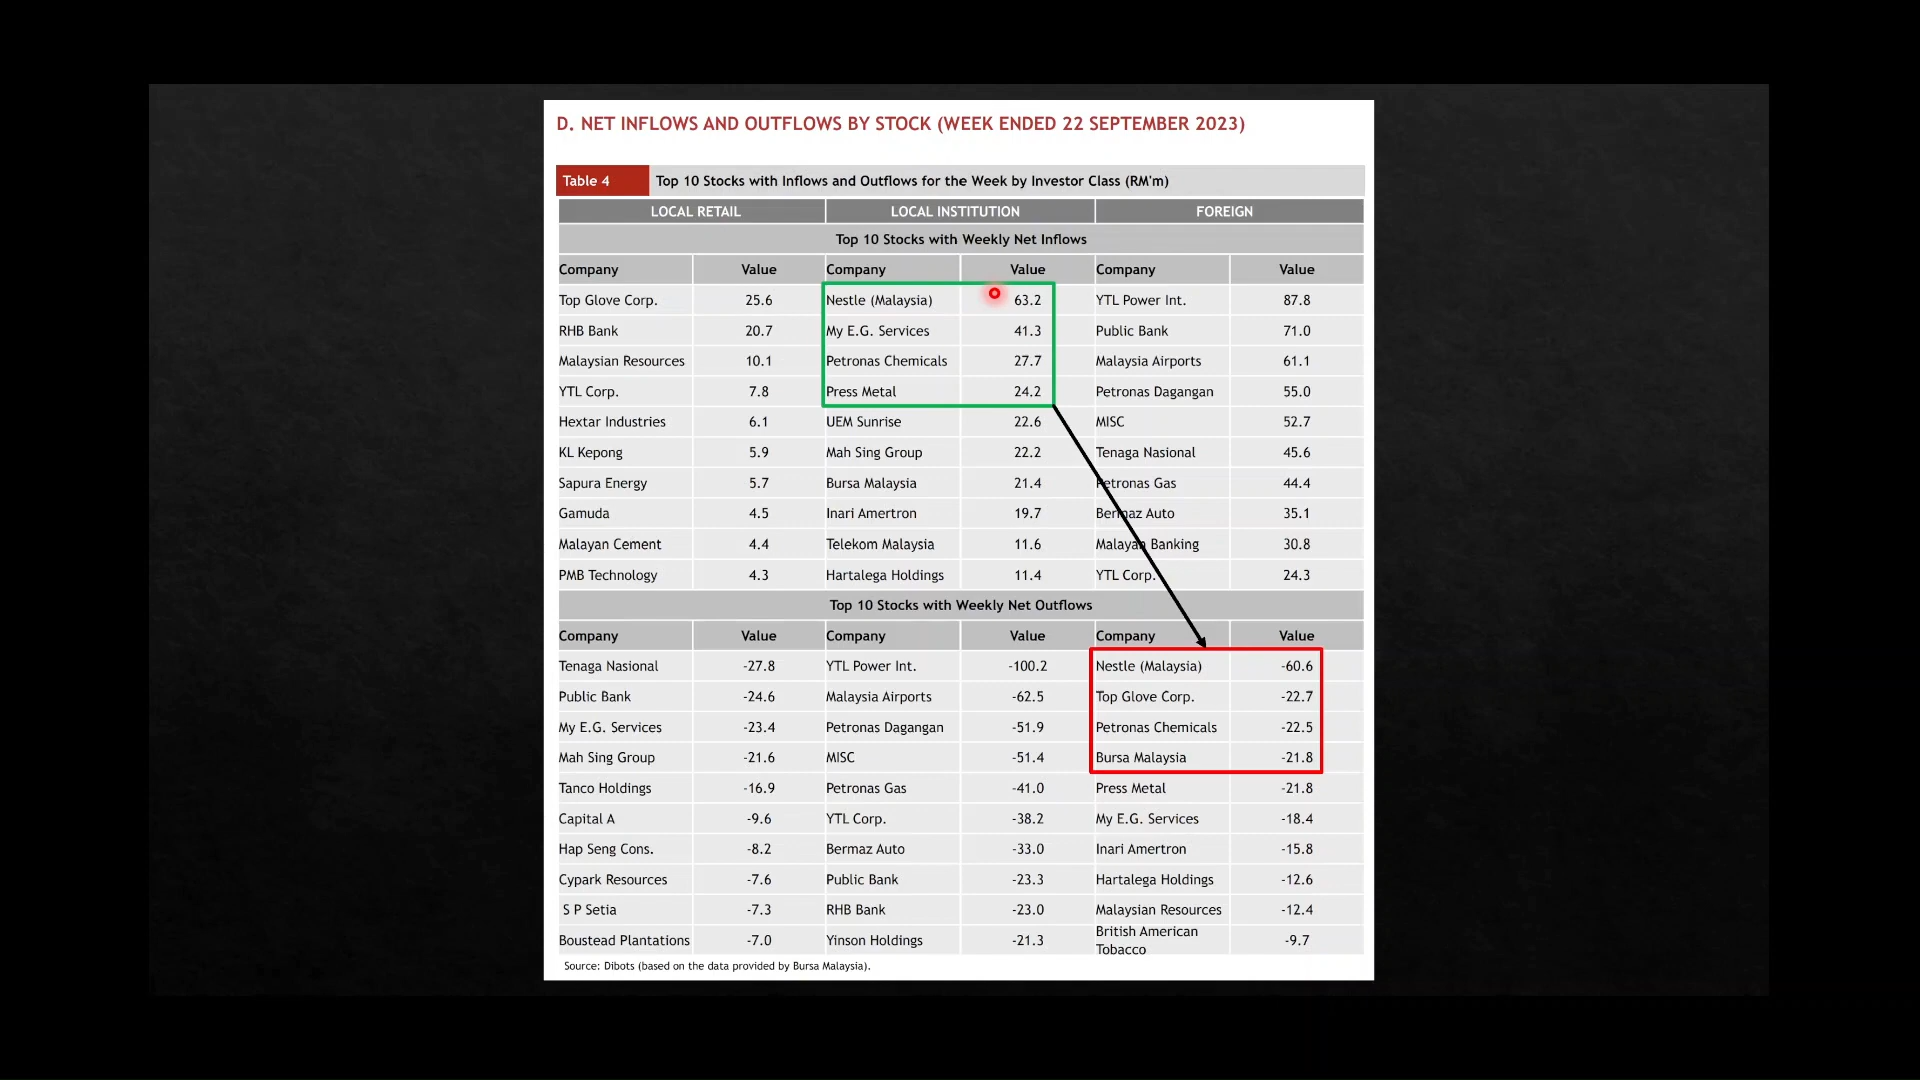 D. NET INFLOWS AND OUTFLOWS BY STOCK (WEEK ENDED 22 SEPTEMBER 2023)
Table 4 Top 10 Stocks with Inflows and Outflows for the Week by Investor Class (RM'm)
LOCAL RETAIL LOCAL INSTITUTION FOREIGN
Top 10 Stocks with Weekly Net Inflows
Company Value Company Value Company Value
Top Glove Corp. 25.6 Nestle (Malaysia) 63.2 YTL Power Int. 87.8
RHB Bank 20.7 My E.G. Services 41.3 Public Bank 71.0
Malaysian Resources 10.1 Petronas Chemicals 27.7 Malaysia Airports 61.1
YTL Corp. 7.8 Press Metal 24.2 Petronas Dagangan 55.0
Hextar Industries 6.1 UEM Sunrise 22.6 MISC 52.7
KL Kepong 5.9 Mah Sing Group 22.2 Tenaga Nasional 45.6
Sapura Energy 5.7 Bursa Malaysia 21.4 Petronas Gas 44.4
Gamuda 4.5 Inari Amertron 19.7 Bermaz Auto 35.1
Malayan Cement 4.4 Telekom Malaysia 11.6 Malayan Banking 30.8
PMB Technology 4.3 Hartalega Holdings 11.4 YTL Corp. 24.3
Top 10 Stocks with Weekly Net Outflows
Company Value Company Value Company Value
Tenaga Nasional -27.8 YTL Power Int. -100.2 Nestle (Malaysia) -60.6
Public Bank -24.6 Malaysia Airports -62.5 Top Glove Corp. -22.7
My E.G. Services -23.4 Petronas Dagangan -51.9 Petronas Chemicals -22.5
Mah Sing Group -21.6 MISC -51.4 Bursa Malaysia -21.8
Tanco Holdings -16.9 Petronas Gas -41.0 Press Metal -21.8
Capital A -9.6 YTL Corp. -38.2 My E.G. Services -18.4
Hap Seng Cons. -8.2 Bermaz Auto -33.0 Inari Amertron -15.8
Cypark Resources -7.6 Public Bank -23.3 Hartalega Holdings -12.6
S P Setia -7.3 RHB Bank -23.0 Malaysian Resources -12.4
Boustead Plantations -7.0 Yinson Holdings -21.3 British American Tobacco -9.7
Source: Dibots (based on the data provided by Bursa Malaysia).